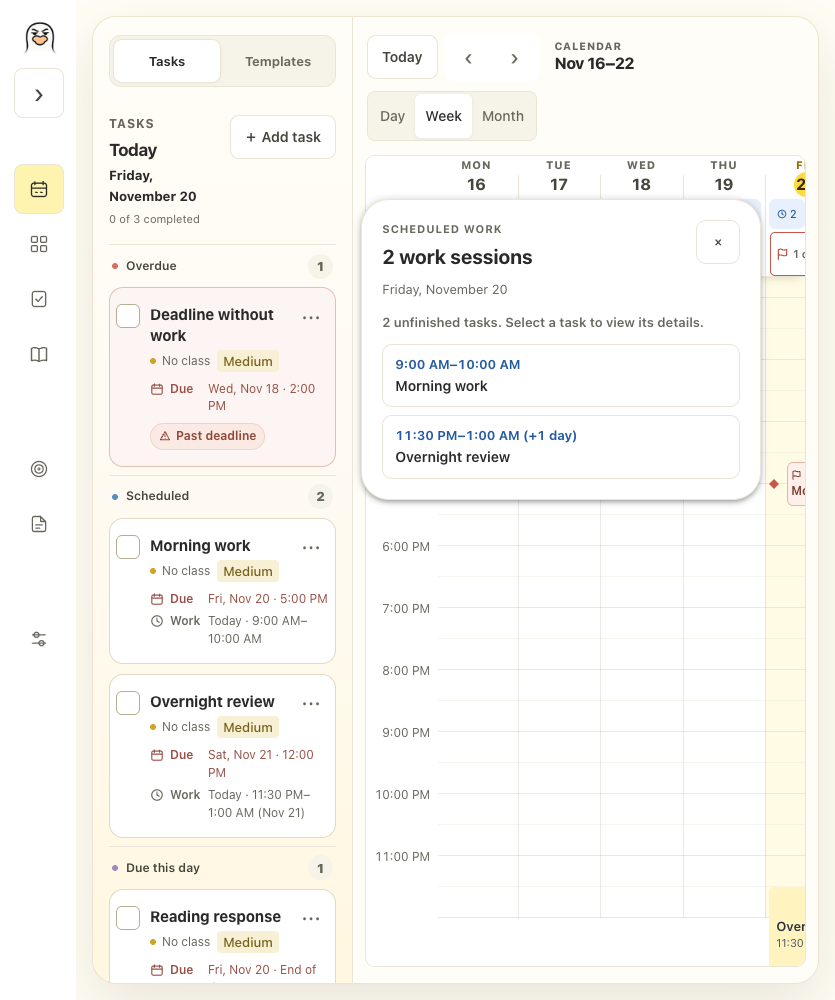 Tasks
Templates
TASKS
Today
Friday,
November 20
0 of 3 completed
+ Add task
Overdue
1
Deadline without
work
No class
Medium
Due
Wed, Nov 18 · 2:00
PM
Past deadline
Scheduled
2
Morning work
No class
Medium
Due
Fri, Nov 20 · 5:00 PM
Work
Today · 9:00 AM–
10:00 AM
Overnight review
No class
Medium
Due
Sat, Nov 21 · 12:00
PM
Work
Today · 11:30 PM–
1:00 AM (Nov 21)
Due this day
1
Reading response
No class
Medium
Due
Fri, Nov 20 · End of
Today
CALENDAR
Nov 16–22
Day
Week
Month
MON
16
TUE
17
WED
18
THU
19
F
2
2
1
SCHEDULED WORK
2 work sessions
×
Friday, November 20
2 unfinished tasks. Select a task to view its details.
9:00 AM–10:00 AM
Morning work
11:30 PM–1:00 AM (+1 day)
Overnight review
Mo
6:00 PM
7:00 PM
8:00 PM
9:00 PM
10:00 PM
11:00 PM
Over
11:30